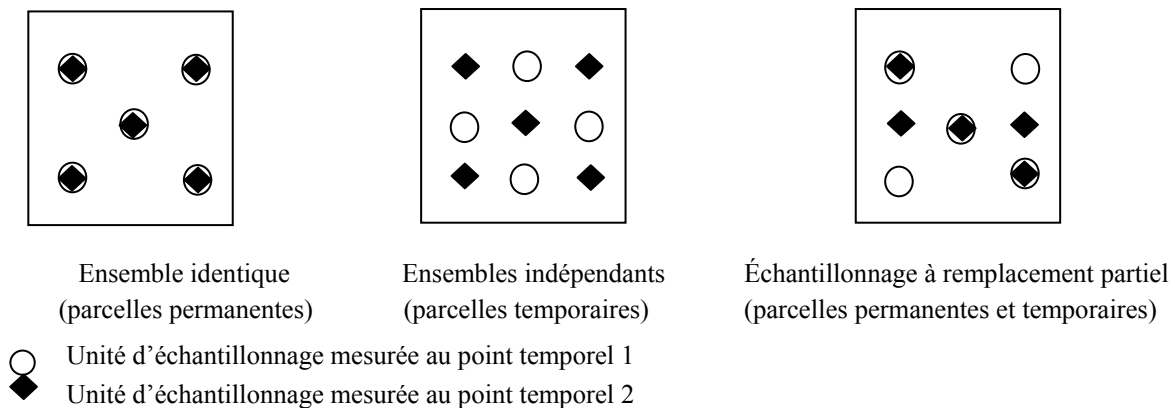 Ensemble identique
(parcelles permanentes)
Ensembles indépendants
(parcelles temporaires)
Échantillonnage à remplacement partiel
(parcelles permanentes et temporaires)
Unité d’échantillonnage mesurée au point temporel 1
Unité d’échantillonnage mesurée au point temporel 2